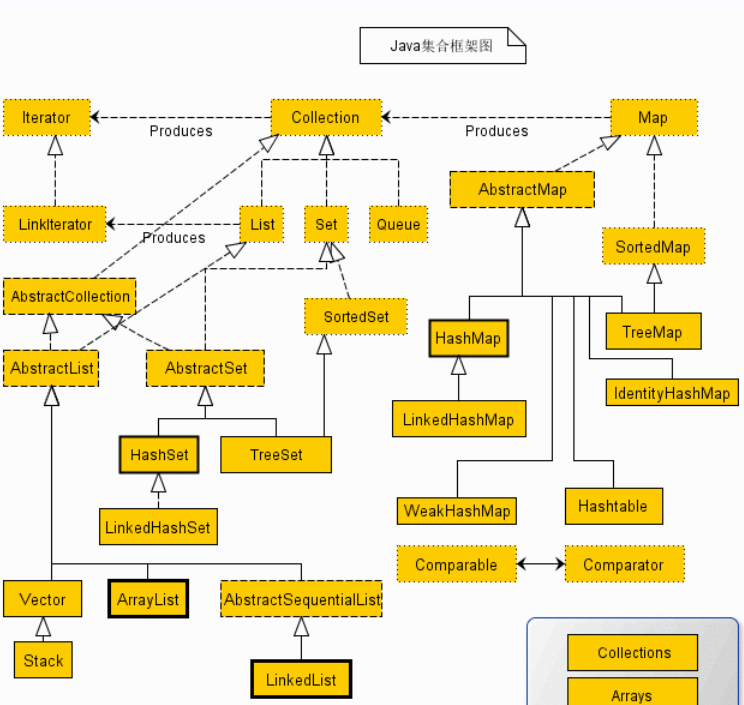 Java集合框架图
Iterator
Collection
Map
Produces
Produces
AbstractMap
LinkIterator
List
Set
Queue
Produces
SortedMap
AbstractCollection
SortedSet
HashMap
TreeMap
AbstractList
AbstractSet
IdentityHashMap
LinkedHashMap
HashSet
TreeSet
WeakHashMap
Hashtable
LinkedHashSet
Comparable
Comparator
Vector
ArrayList
AbstractSequentialList
Stack
LinkedList
Collections
Arrays